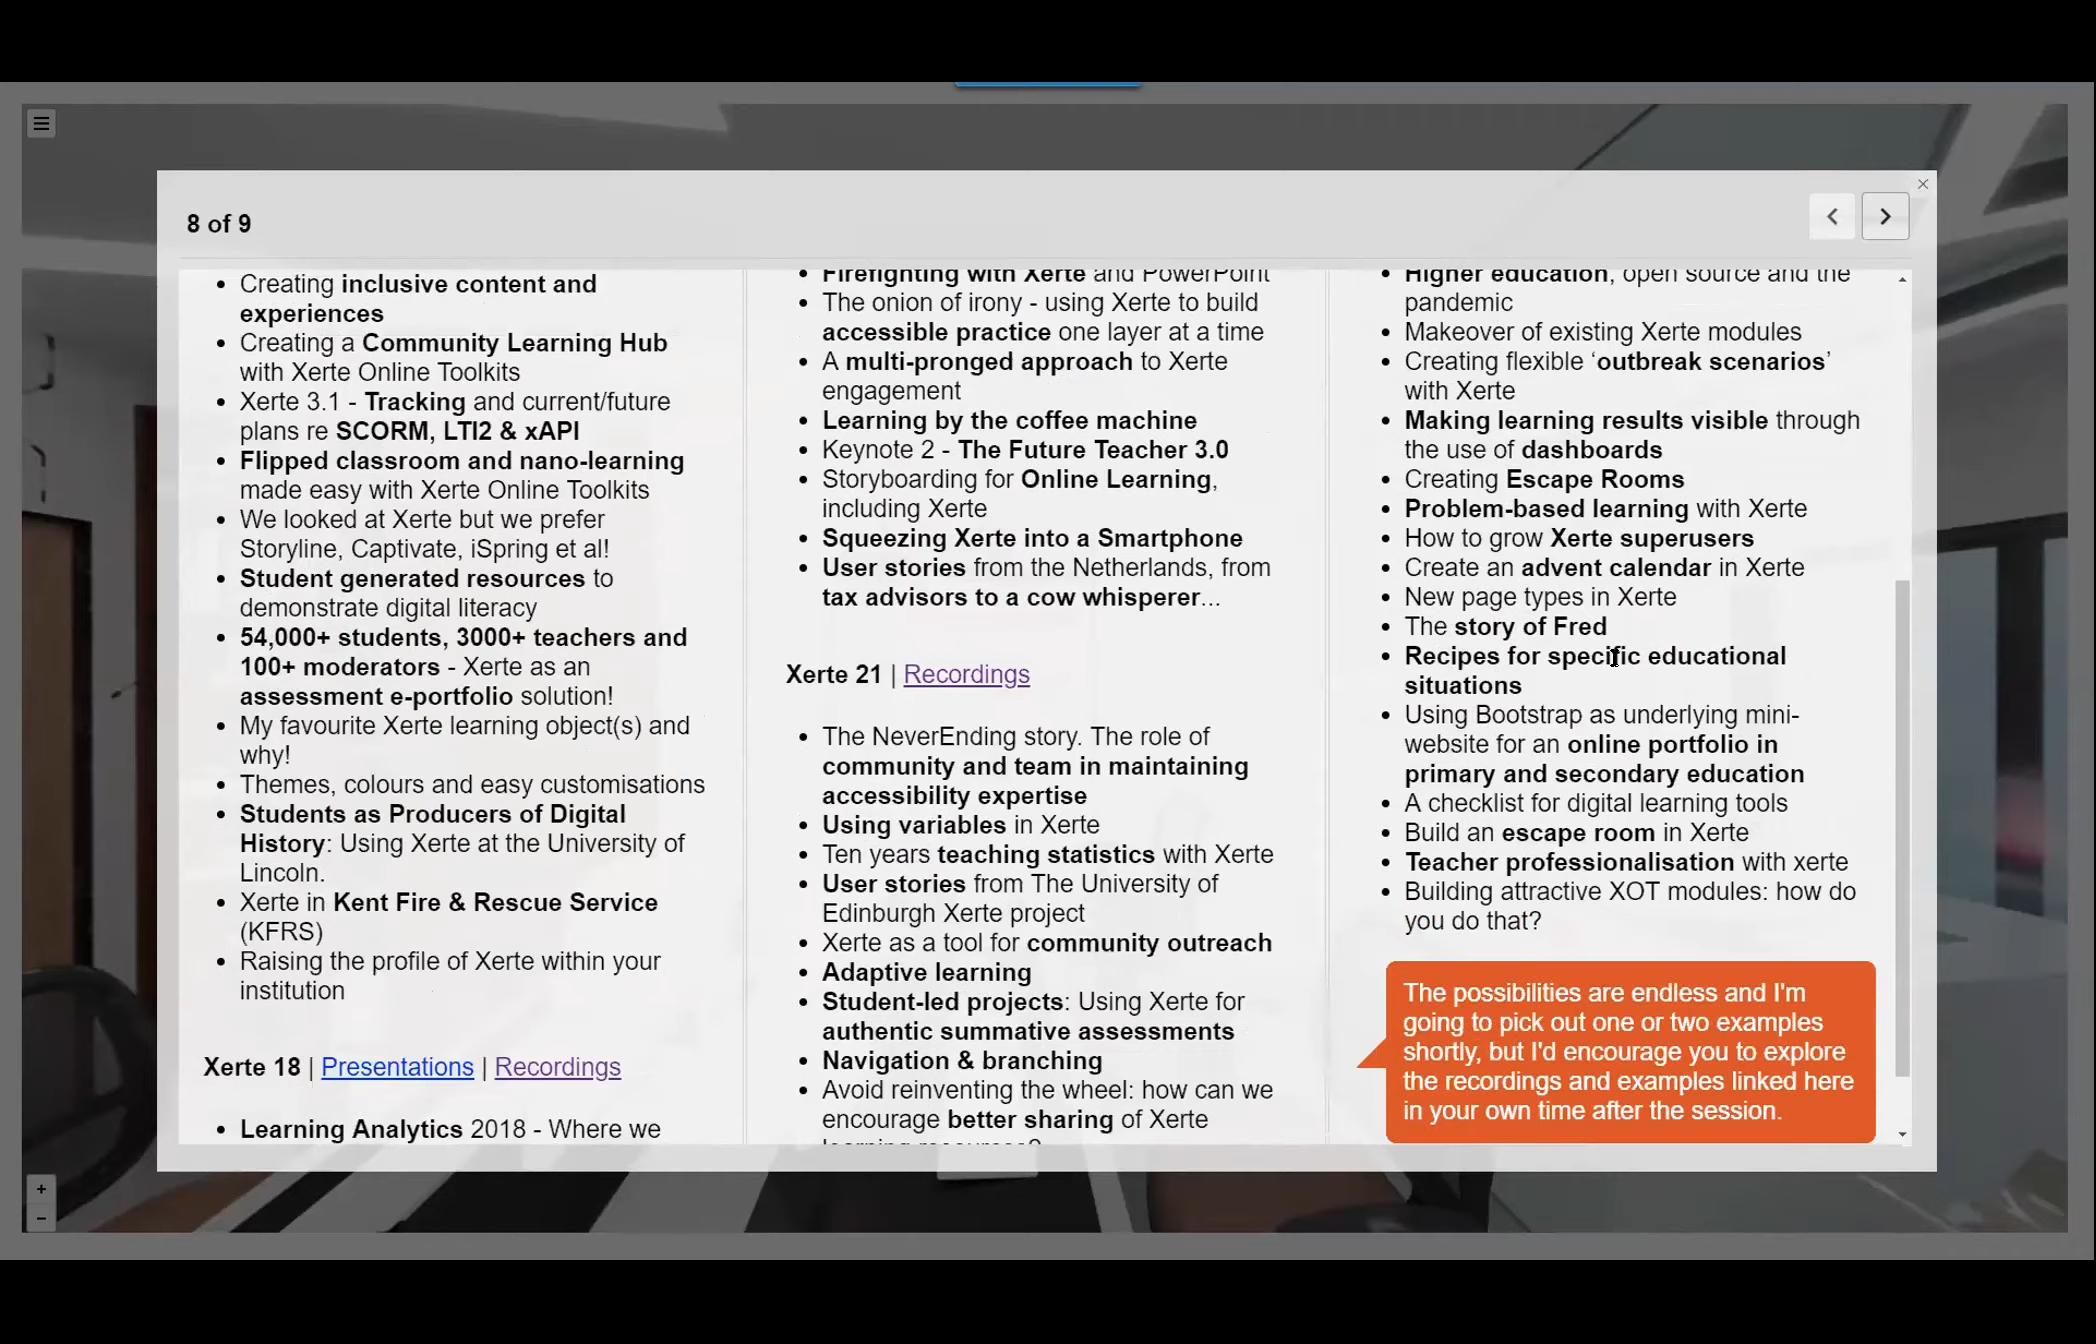 8 of 9
Creating inclusive content and
experiences
Creating a Community Learning Hub
with Xerte Online Toolkits
Xerte 3.1 - Tracking and current/future
plans re SCORM, LTI2 & xAPI
Flipped classroom and nano-learning
made easy with Xerte Online Toolkits
We looked at Xerte but we prefer
Storyline, Captivate, iSpring et al!
Student generated resources to
demonstrate digital literacy
54,000+ students, 3000+ teachers and
100+ moderators - Xerte as an
assessment e-portfolio solution!
My favourite Xerte learning object(s) and
why!
Themes, colours and easy customisations
Students as Producers of Digital
History: Using Xerte at the University of
Lincoln.
Xerte in Kent Fire & Rescue Service
(KFRS)
Raising the profile of Xerte within your
institution
Xerte 18 | Presentations | Recordings
Learning Analytics 2018 - Where we
Firefighting with Xerte and PowerPoint
The onion of irony - using Xerte to build
accessible practice one layer at a time
A multi-pronged approach to Xerte
engagement
Learning by the coffee machine
Keynote 2 - The Future Teacher 3.0
Storyboarding for Online Learning,
including Xerte
Squeezing Xerte into a Smartphone
User stories from the Netherlands, from
tax advisors to a cow whisperer...
Xerte 21 | Recordings
The NeverEnding story. The role of
community and team in maintaining
accessibility expertise
Using variables in Xerte
Ten years teaching statistics with Xerte
User stories from The University of
Edinburgh Xerte project
Xerte as a tool for community outreach
Adaptive learning
Student-led projects: Using Xerte for
authentic summative assessments
Navigation & branching
Avoid reinventing the wheel: how can we
encourage better sharing of Xerte
learning resources?
Higher education, open source and the
pandemic
Makeover of existing Xerte modules
Creating flexible ‘outbreak scenarios’
with Xerte
Making learning results visible through
the use of dashboards
Creating Escape Rooms
Problem-based learning with Xerte
How to grow Xerte superusers
Create an advent calendar in Xerte
New page types in Xerte
The story of Fred
Recipes for specific educational
situations
Using Bootstrap as underlying mini-
website for an online portfolio in
primary and secondary education
A checklist for digital learning tools
Build an escape room in Xerte
Teacher professionalisation with xerte
Building attractive XOT modules: how do
you do that?
The possibilities are endless and I'm
going to pick out one or two examples
shortly, but I'd encourage you to explore
the recordings and examples linked here
in your own time after the session.